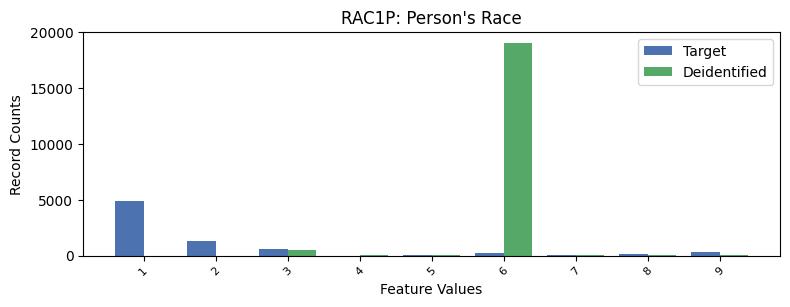 RAC1P: Person's Race
20000
15000
10000
5000
0
Record Counts
Target
Deidentified
1 2 3 4 5 6 7 8 9
Feature Values